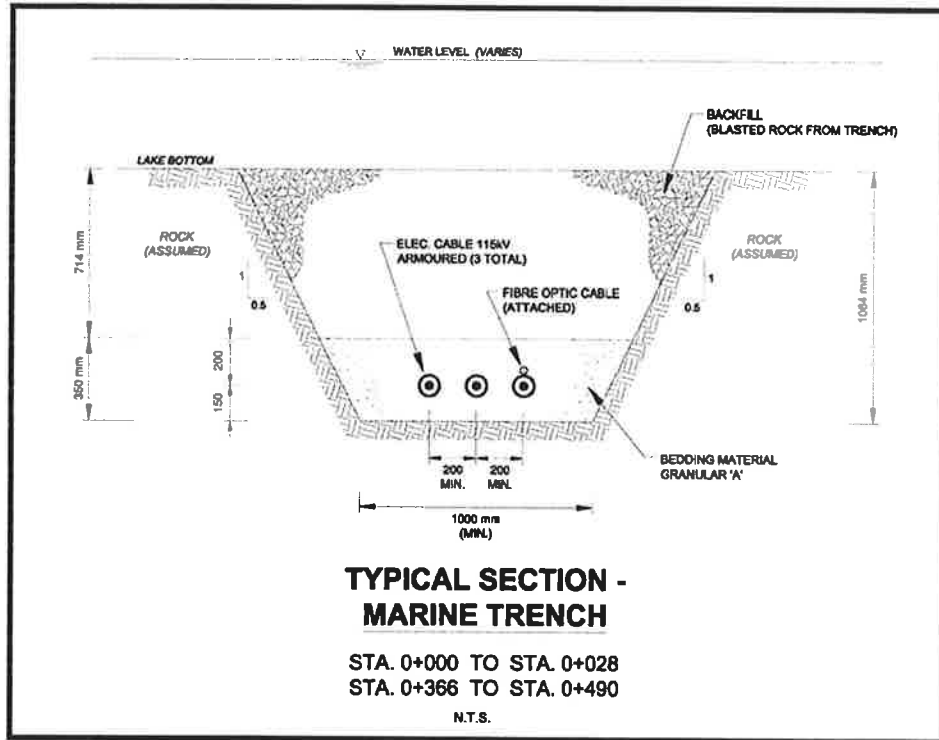 WATER LEVEL (VARIES)
BACKFILL
(BLASTED ROCK FROM TRENCH)
LAKE BOTTOM
ROCK
(ASSUMED)
ROCK
(ASSUMED)
714 mm
1
0.5
ELEC. CABLE 115kV
ARMOURED (3 TOTAL)
FIBRE OPTIC CABLE
(ATTACHED)
1
0.5
1064 mm
350 mm
200
150
200
MIN.
200
MIN.
BEDDING MATERIAL
GRANULAR 'A'
1000 mm
(MIN.)
TYPICAL SECTION -
MARINE TRENCH
STA. 0+000 TO STA. 0+028
STA. 0+366 TO STA. 0+490
N.T.S.